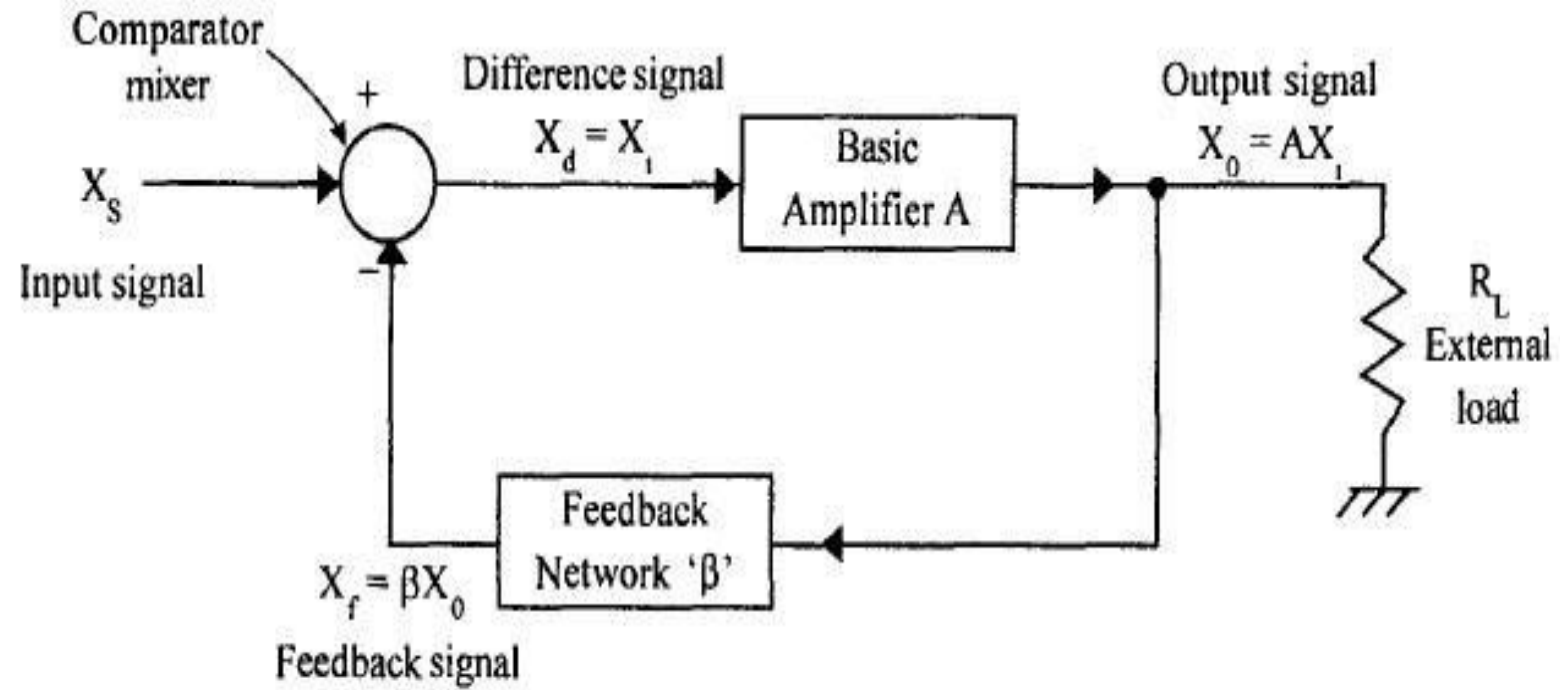 Comparator
mixer
+
Difference signal
X_d = X_i
Output signal
X_0 = AX_i
Basic
Amplifier A
X_S
Input signal
−
R_L
External
load
Feedback
Network ‘β’
X_f = βX_0
Feedback signal